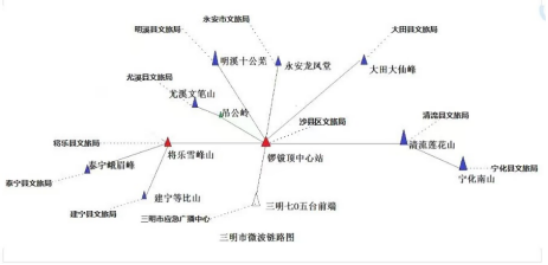 永安市文旅局
大田县文旅局
明溪县文旅局
明溪十公芜
永安龙凤堂
大田大仙峰
尤溪县文旅局
尤溪文笔山
吊公岭
沙县区文旅局
清流县文旅局
将乐县文旅局
将乐雪峰山
锣钹顶中心站
清流莲花山
泰宁峨眉峰
宁化县文旅局
宁化南山
泰宁县文旅局
建宁等比山
建宁县文旅局
三明市应急广播中心
三明七0五台前端
三明市微波链路图